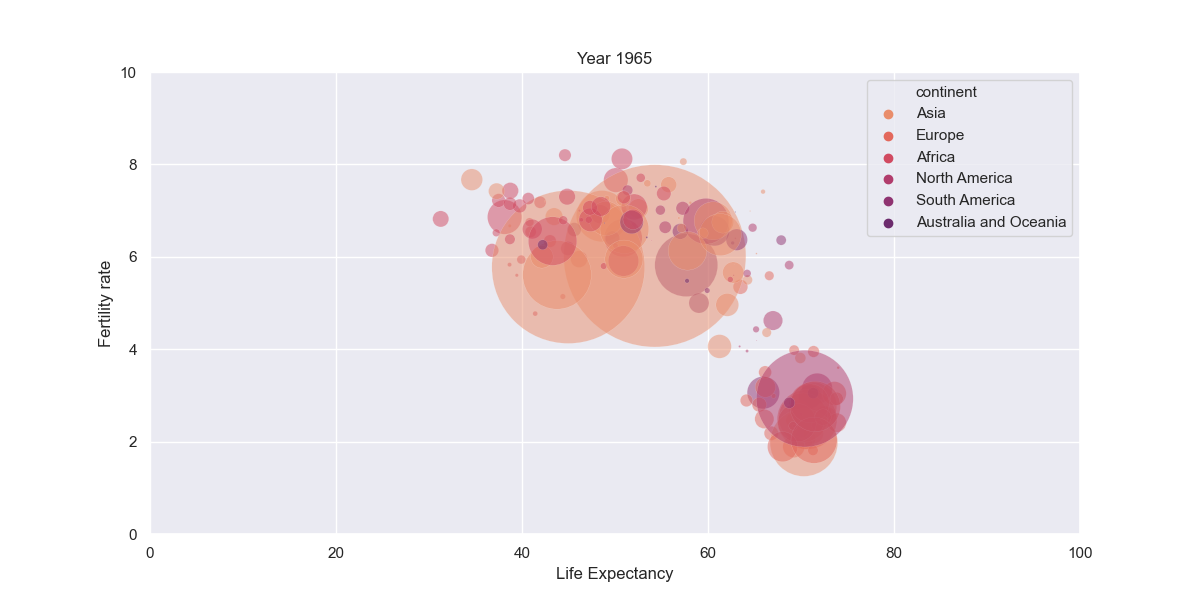 Year 1965
10
8
6
4
2
0
Fertility rate
0 20 40 60 80 100
Life Expectancy
continent
Asia
Europe
Africa
North America
South America
Australia and Oceania